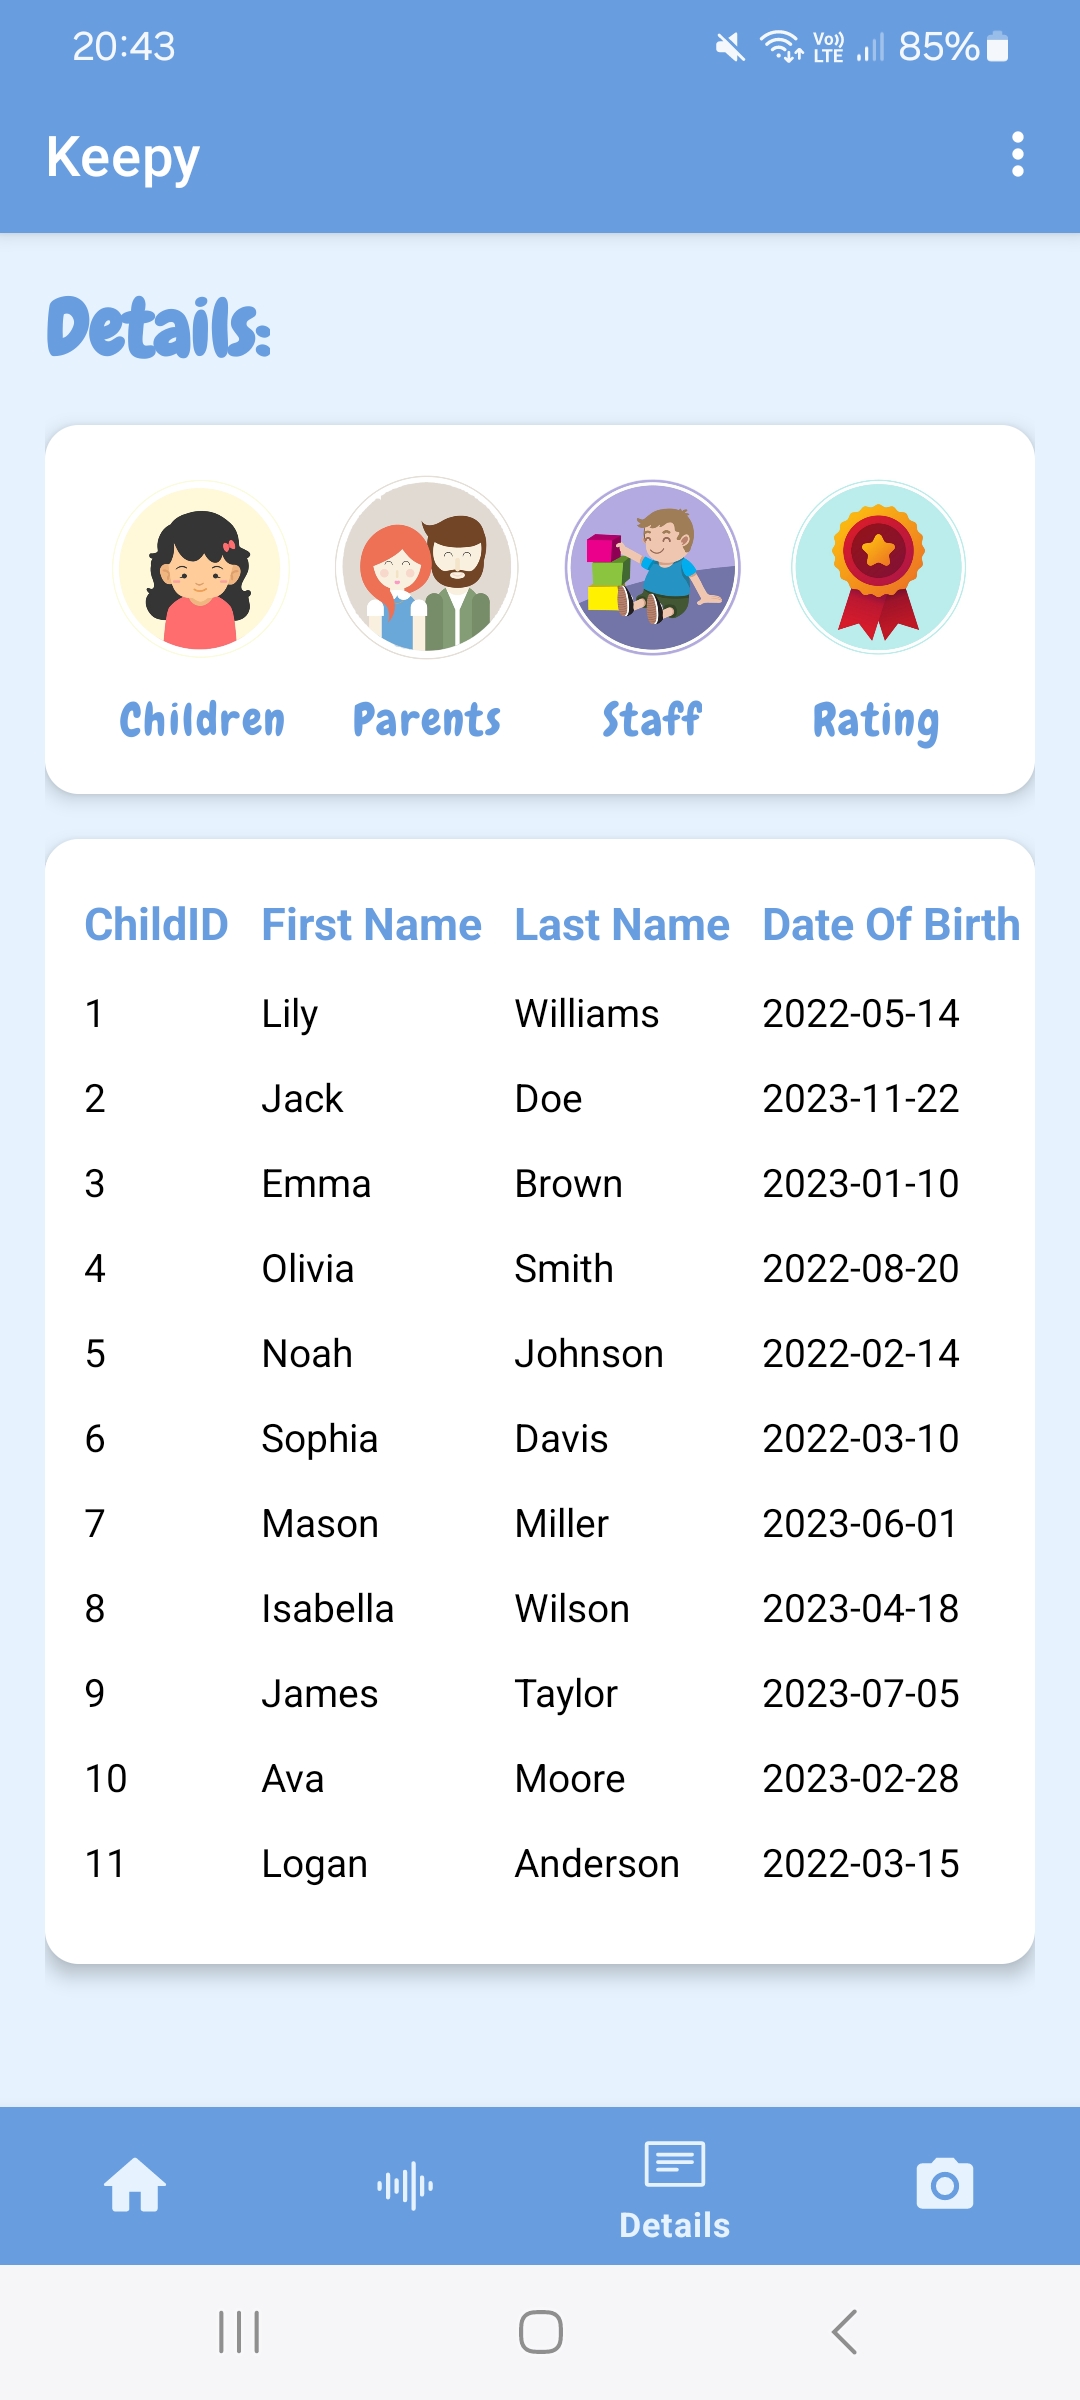 20:43 Vo)) LTE 85%
Keepy
Details:
Children Parents Staff Rating
ChildID First Name Last Name Date Of Birth
1 Lily Williams 2022-05-14
2 Jack Doe 2023-11-22
3 Emma Brown 2023-01-10
4 Olivia Smith 2022-08-20
5 Noah Johnson 2022-02-14
6 Sophia Davis 2022-03-10
7 Mason Miller 2023-06-01
8 Isabella Wilson 2023-04-18
9 James Taylor 2023-07-05
10 Ava Moore 2023-02-28
11 Logan Anderson 2022-03-15
Details